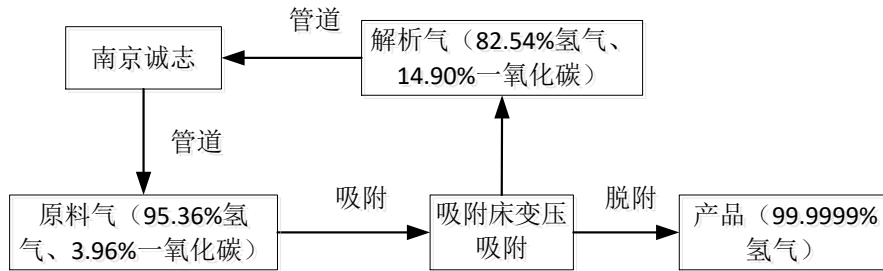 管道
南京诚志
解析气（82.54%氢气、
14.90%一氧化碳）
管道
原料气（95.36%氢
气、3.96%一氧化碳）
吸附
吸附床变压
吸附
脱附
产品（99.9999%
氢气）